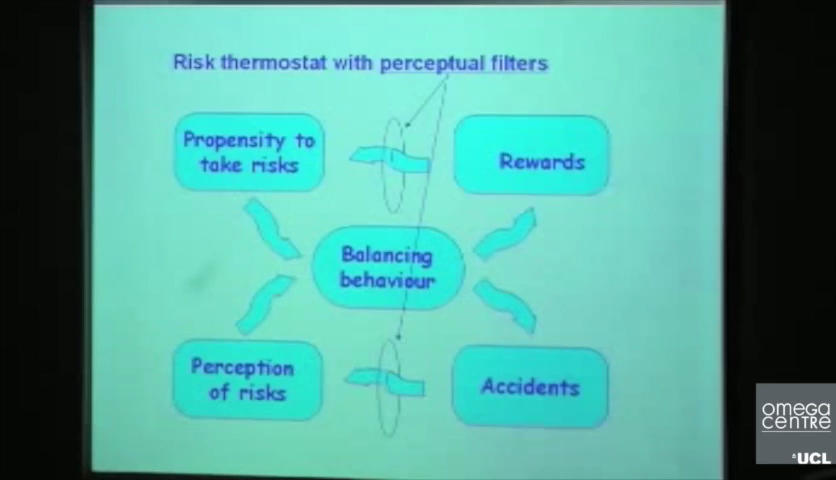 Risk thermostat with perceptual filters
Propensity to
take risks
Rewards
Balancing
behaviour
Perception
of risks
Accidents
omega
centre
UCL